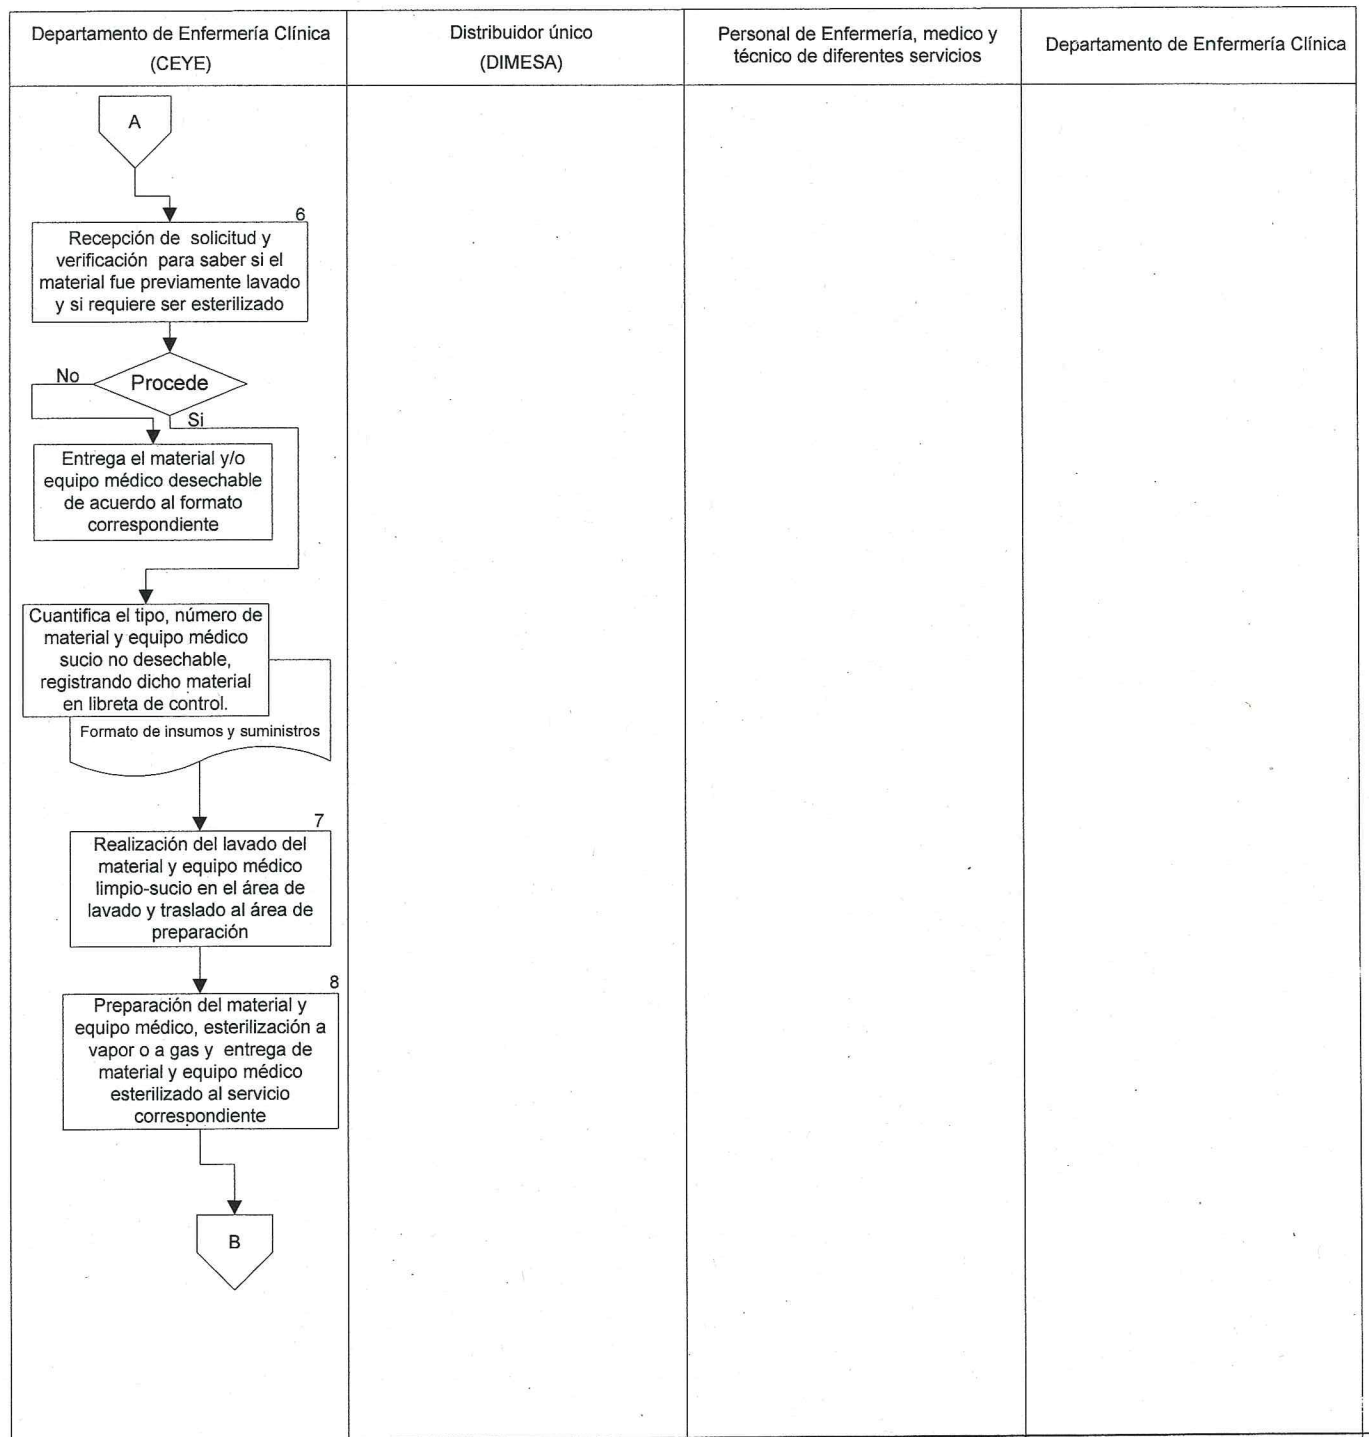 Departamento de Enfermería Clínica
(CEYE)
Distribuidor único
(DIMESA)
Personal de Enfermería, medico y
técnico de diferentes servicios
Departamento de Enfermería Clínica
A
6
Recepción de solicitud y
verificación para saber si el
material fue previamente lavado
y si requiere ser esterilizado
No
Procede
Si
Entrega el material y/o
equipo médico desechable
de acuerdo al formato
correspondiente
Cuantifica el tipo, número de
material y equipo médico
sucio no desechable,
registrando dicho material
en libreta de control.
Formato de insumos y suministros
7
Realización del lavado del
material y equipo médico
limpio-sucio en el área de
lavado y traslado al área de
preparación
8
Preparación del material y
equipo médico, esterilización a
vapor o a gas y entrega de
material y equipo médico
esterilizado al servicio
correspondiente
B